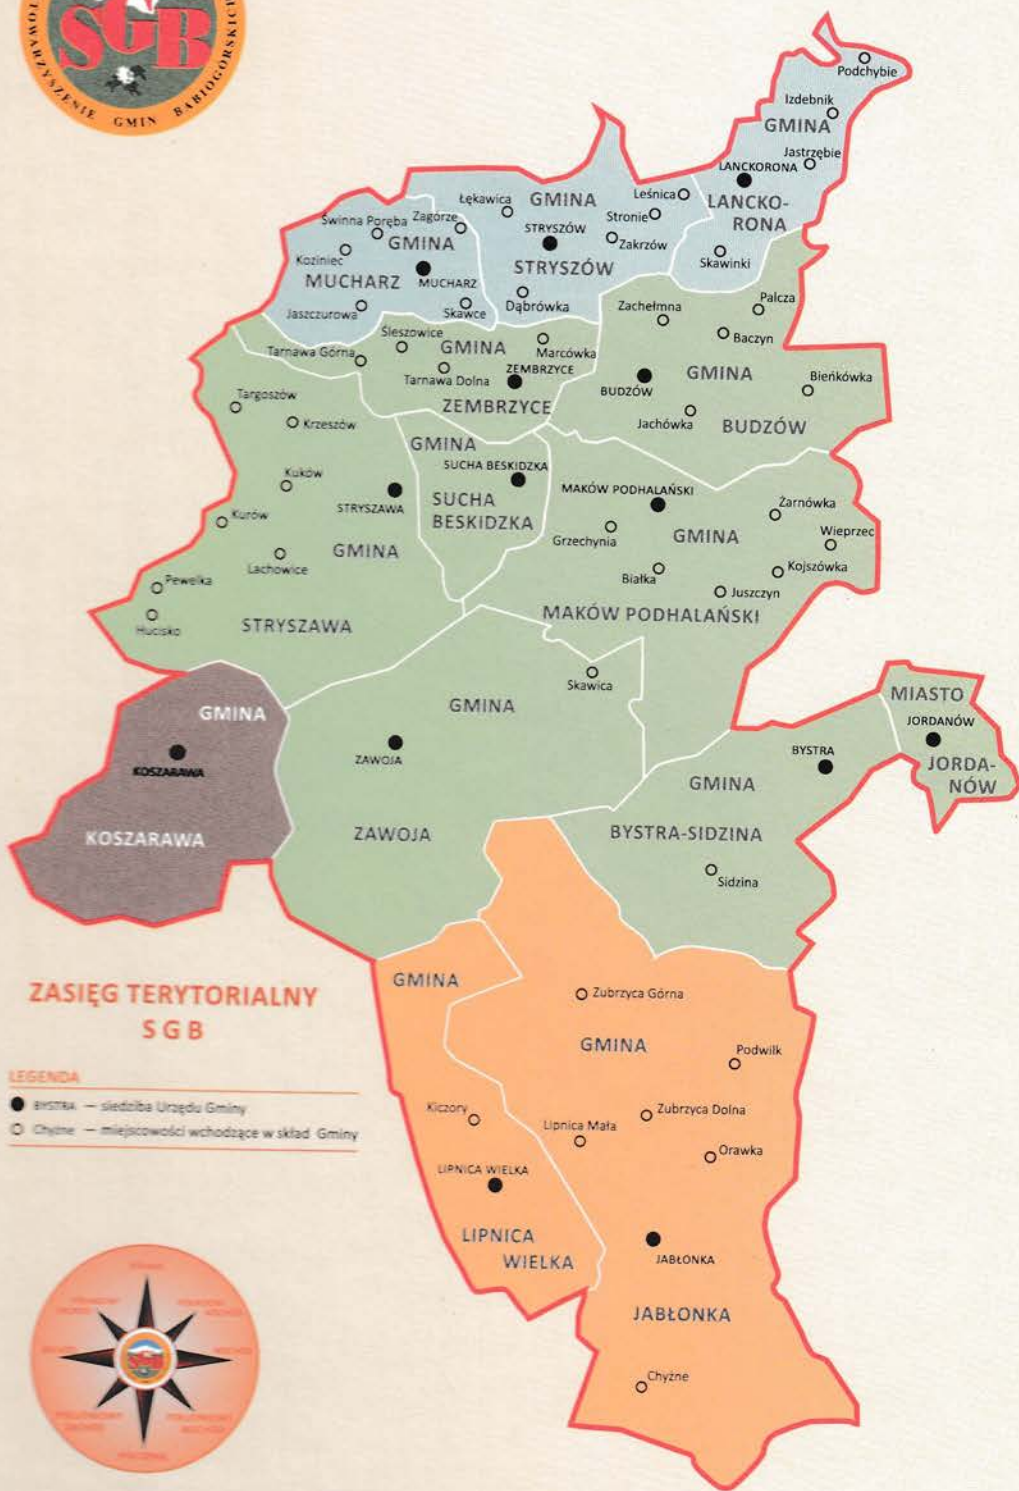 STOWARZYSZENIE GMIN BABIOGÓRSKICH
SGB
Podchybie
Izdebnik
GMINA
Jastrzębie
LANCKORONA
LANCKO-
RONA
Skawinki
Łękawica
GMINA
Leśnica
Stronie
STRYSZÓW
Zakrzów
STRYSZÓW
Dąbrówka
Świnna Poręba
Zagórze
GMINA
Koziniec
MUCHARZ
MUCHARZ
Jaszczurowa
Skawce
Zachełmna
Palcza
Baczyn
GMINA
Bieńkówka
BUDZÓW
Jachówka
BUDZÓW
Śleszowice
GMINA
Marcówka
Tarnawa Górna
Tarnawa Dolna
ZEMBRZYCE
ZEMBRZYCE
Targoszów
Krzeszów
Kuków
STRYSZAWA
Kurów
GMINA
Lachowice
Pewelka
Hucisko
STRYSZAWA
GMINA
SUCHA BESKIDZKA
SUCHA
BESKIDZKA
MAKÓW PODHALAŃSKI
Żarnówka
Grzechynia
GMINA
Wieprzec
Białka
Kojszówka
Juszczyn
MAKÓW PODHALAŃSKI
GMINA
KOSZARAWA
KOSZARAWA
Skawica
GMINA
ZAWOJA
ZAWOJA
MIASTO
JORDANÓW
JORDA-
NÓW
BYSTRA
GMINA
BYSTRA-SIDZINA
Sidzina
GMINA
Kiczory
LIPNICA WIELKA
LIPNICA
WIELKA
Zubrzyca Górna
GMINA
Podwilk
Zubrzyca Dolna
Lipnica Mała
Orawka
JABŁONKA
JABŁONKA
Chyżne
ZASIĘG TERYTORIALNY
S G B
LEGENDA
BYSTRA — siedziba Urzędu Gminy
Chyżne — miejscowości wchodzące w skład Gminy
SGB